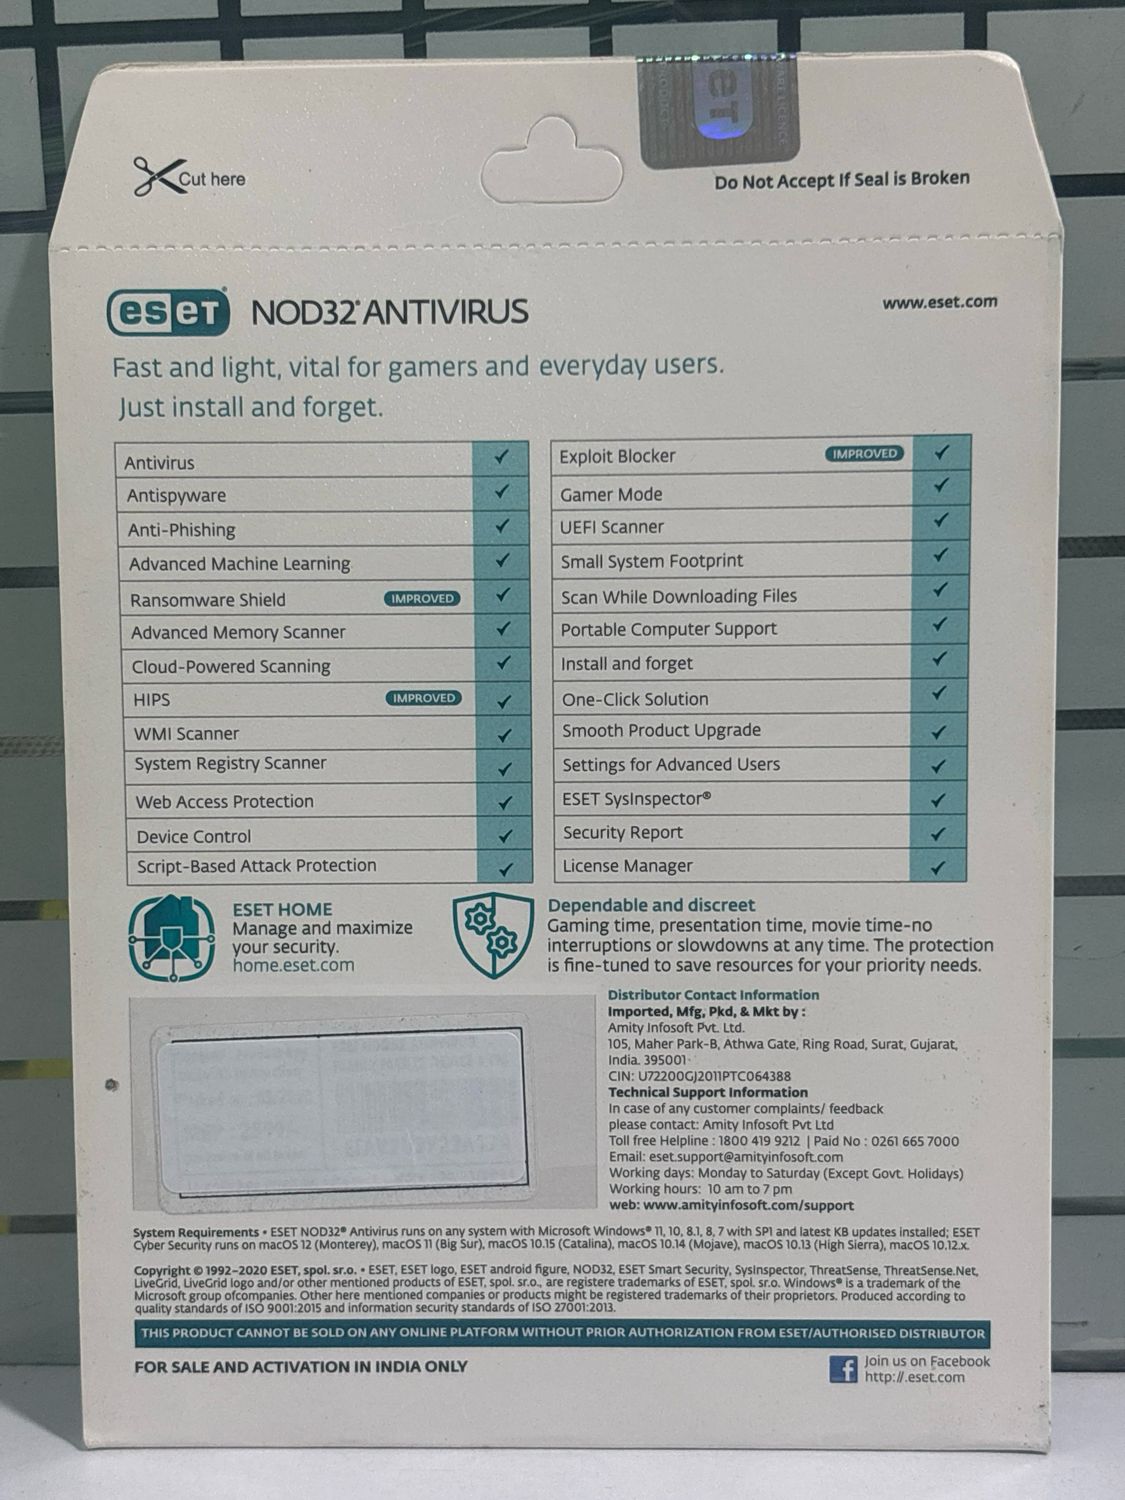 Cut here
eseT
Do Not Accept If Seal is Broken
eseT® NOD32® ANTIVIRUS
www.eset.com
Fast and light, vital for gamers and everyday users.
Just install and forget.
Antivirus ✓
Antispyware ✓
Anti-Phishing ✓
Advanced Machine Learning ✓
Ransomware Shield IMPROVED ✓
Advanced Memory Scanner ✓
Cloud-Powered Scanning ✓
HIPS IMPROVED ✓
WMI Scanner ✓
System Registry Scanner ✓
Web Access Protection ✓
Device Control ✓
Script-Based Attack Protection ✓
Exploit Blocker IMPROVED ✓
Gamer Mode ✓
UEFI Scanner ✓
Small System Footprint ✓
Scan While Downloading Files ✓
Portable Computer Support ✓
Install and forget ✓
One-Click Solution ✓
Smooth Product Upgrade ✓
Settings for Advanced Users ✓
ESET SysInspector® ✓
Security Report ✓
License Manager ✓
ESET HOME
Manage and maximize
your security.
home.eset.com
Dependable and discreet
Gaming time, presentation time, movie time-no
interruptions or slowdowns at any time. The protection
is fine-tuned to save resources for your priority needs.
Distributor Contact Information
Imported, Mfg, Pkd, & Mkt by :
Amity Infosoft Pvt. Ltd.
105, Maher Park-B, Athwa Gate, Ring Road, Surat, Gujarat,
India. 395001
CIN: U72200GJ2011PTC064388
Technical Support Information
In case of any customer complaints/ feedback
please contact: Amity Infosoft Pvt Ltd
Toll free Helpline : 1800 419 9212 | Paid No : 0261 665 7000
Email: eset.support@amityinfosoft.com
Working days: Monday to Saturday (Except Govt. Holidays)
Working hours: 10 am to 7 pm
web: www.amityinfosoft.com/support
System Requirements • ESET NOD32® Antivirus runs on any system with Microsoft Windows® 11, 10, 8.1, 8, 7 with SP1 and latest KB updates installed; ESET
Cyber Security runs on macOS 12 (Monterey), macOS 11 (Big Sur), macOS 10.15 (Catalina), macOS 10.14 (Mojave), macOS 10.13 (High Sierra), macOS 10.12.x.
Copyright © 1992-2020 ESET, spol. sr.o. • ESET, ESET logo, ESET android figure, NOD32, ESET Smart Security, SysInspector, ThreatSense, ThreatSense.Net,
LiveGrid, LiveGrid logo and/or other mentioned products of ESET, spol. sr.o., are registere trademarks of ESET, spol. sr.o. Windows® is a trademark of the
Microsoft group ofcompanies. Other here mentioned companies or products might be registered trademarks of their proprietors. Produced according to
quality standards of ISO 9001:2015 and information security standards of ISO 27001:2013.
THIS PRODUCT CANNOT BE SOLD ON ANY ONLINE PLATFORM WITHOUT PRIOR AUTHORIZATION FROM ESET/AUTHORISED DISTRIBUTOR
FOR SALE AND ACTIVATION IN INDIA ONLY
f Join us on Facebook
http://.eset.com